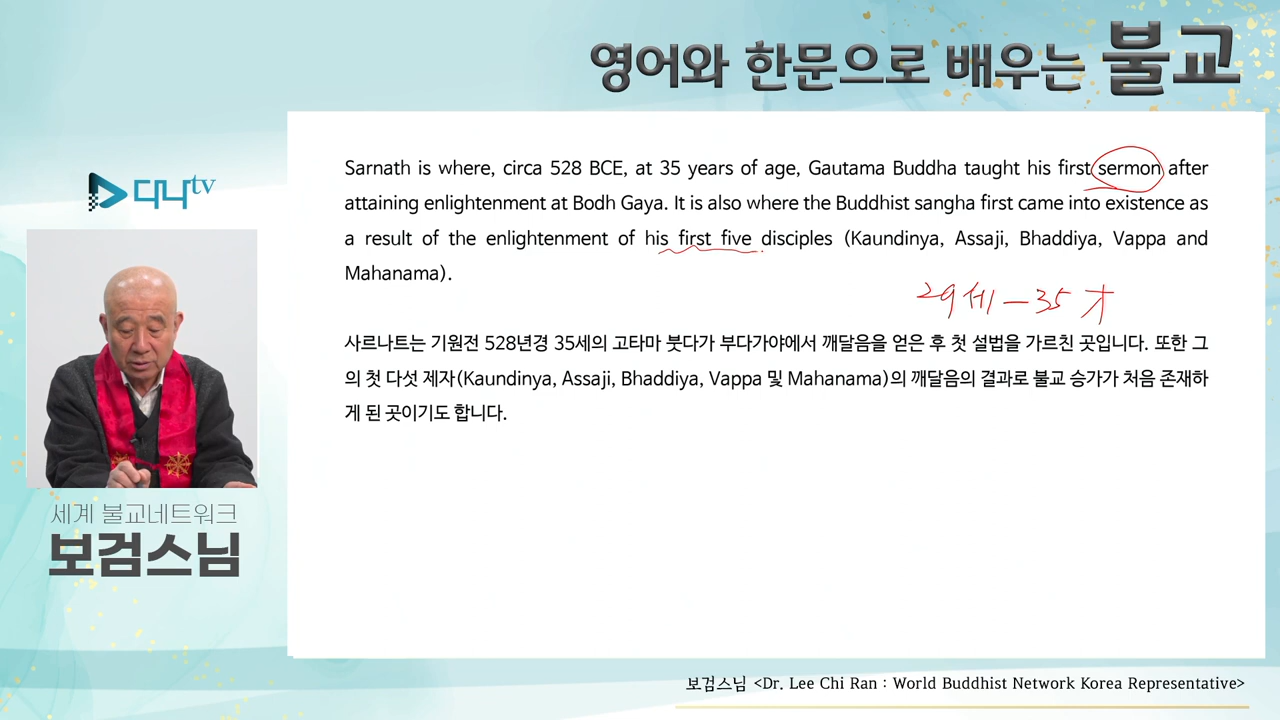 영어와 한문으로 배우는 불교
디나tv
Sarnath is where, circa 528 BCE, at 35 years of age, Gautama Buddha taught his first sermon after
attaining enlightenment at Bodh Gaya. It is also where the Buddhist sangha first came into existence as
a result of the enlightenment of his first five disciples (Kaundinya, Assaji, Bhaddiya, Vappa and
Mahanama).
29세 - 35才
사르나트는 기원전 528년경 35세의 고타마 붓다가 부다가야에서 깨달음을 얻은 후 첫 설법을 가르친 곳입니다. 또한 그
의 첫 다섯 제자(Kaundinya, Assaji, Bhaddiya, Vappa 및 Mahanama)의 깨달음의 결과로 불교 승가가 처음 존재하
게 된 곳이기도 합니다.
세계 불교네트워크
보검스님
보검스님 <Dr. Lee Chi Ran : World Buddhist Network Korea Representative>